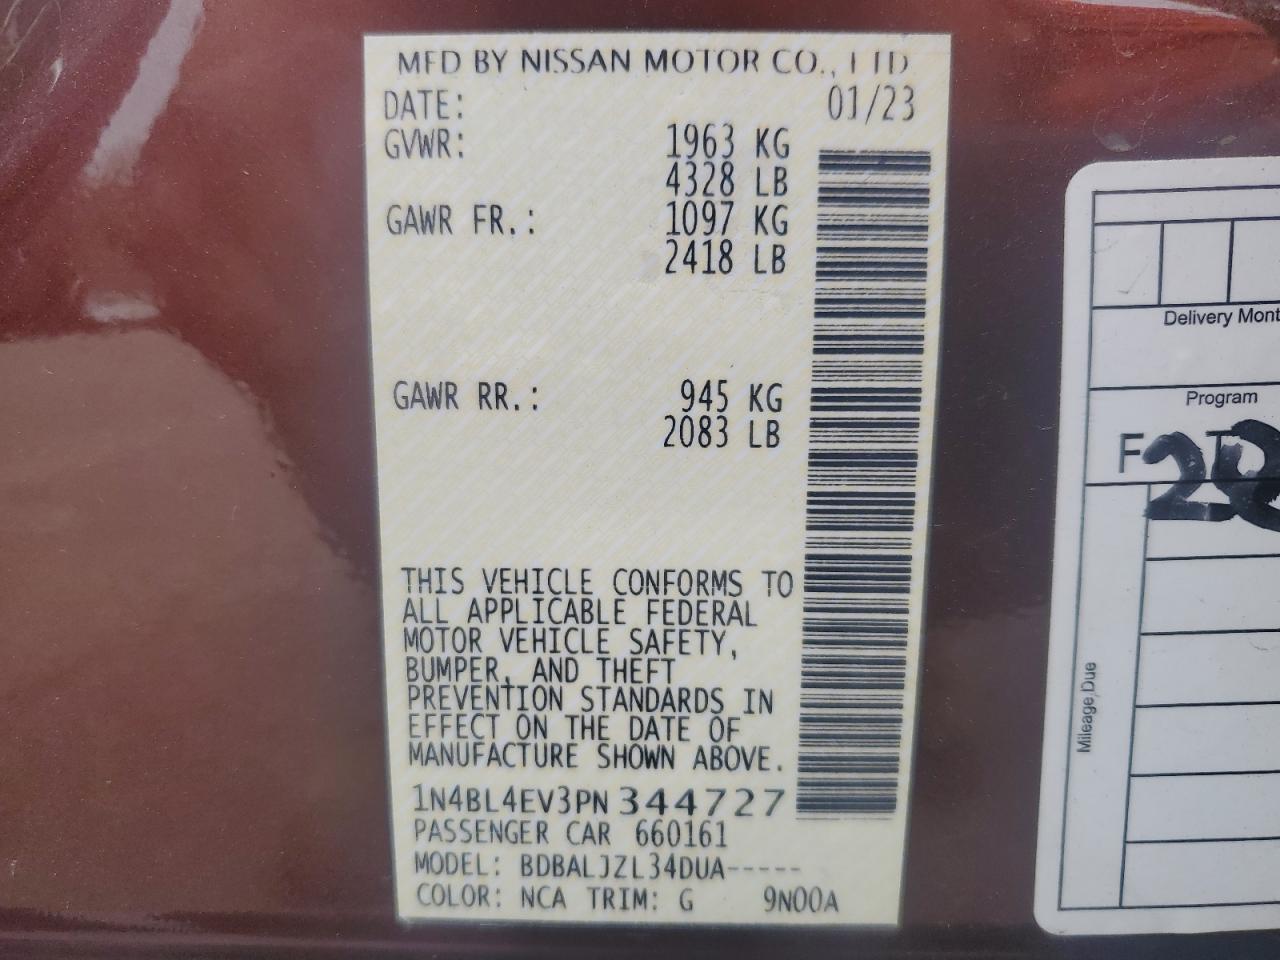 MFD BY NISSAN MOTOR CO., LTD
DATE: 01/23
GVWR: 1963 KG
4328 LB
GAWR FR.: 1097 KG
2418 LB
GAWR RR.: 945 KG
2083 LB
THIS VEHICLE CONFORMS TO
ALL APPLICABLE FEDERAL
MOTOR VEHICLE SAFETY,
BUMPER, AND THEFT
PREVENTION STANDARDS IN
EFFECT ON THE DATE OF
MANUFACTURE SHOWN ABOVE.
1N4BL4EV3PN344727
PASSENGER CAR 660161
MODEL: BDBALJZL34DUA-----
COLOR: NCA TRIM: G 9N00A
Delivery Mont
Program
Mileage Due